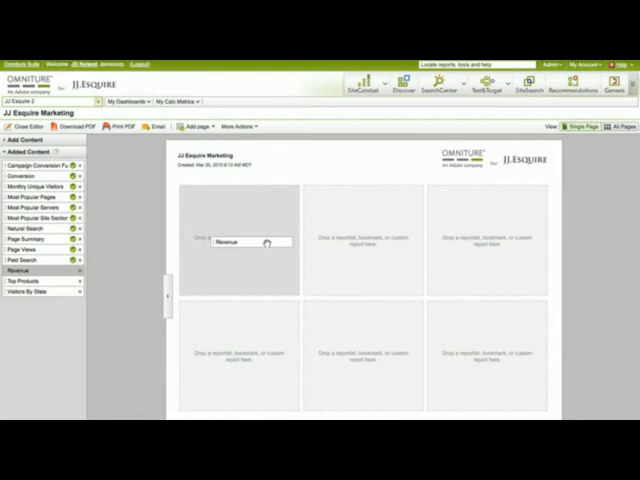 Omniture Suite Welcome JJ Nyland, democorp (Logout) Locate reports, tools and help Admin My Account Help
OMNITURE
An Adobe company for JJ.ESQUIRE
SiteCatalyst Discover SearchCenter Test&Target SiteSearch Recommendations Genesis
JJ Esquire 2 My Dashboards My Calc Metrics
JJ Esquire Marketing
Close Editor Download PDF Print PDF Email Add page More Actions View: Single Page All Pages
Add Content
Added Content
Campaign Conversion Fu
Conversion
Monthly Unique Visitors
Most Popular Pages
Most Popular Servers
Most Popular Site Section
Natural Search
Page Summary
Page Views
Paid Search
Revenue
Top Products
Visitors By State
JJ Esquire Marketing
Created: Mar 30, 2010 9:10 AM MDT
OMNITURE
An Adobe company for JJ.ESQUIRE
Drop a
Revenue
Drop a reportlet, bookmark, or custom
report here.
Drop a reportlet, bookmark, or custom
report here.
Drop a reportlet, bookmark, or custom
report here.
Drop a reportlet, bookmark, or custom
report here.
Drop a reportlet, bookmark, or custom
report here.